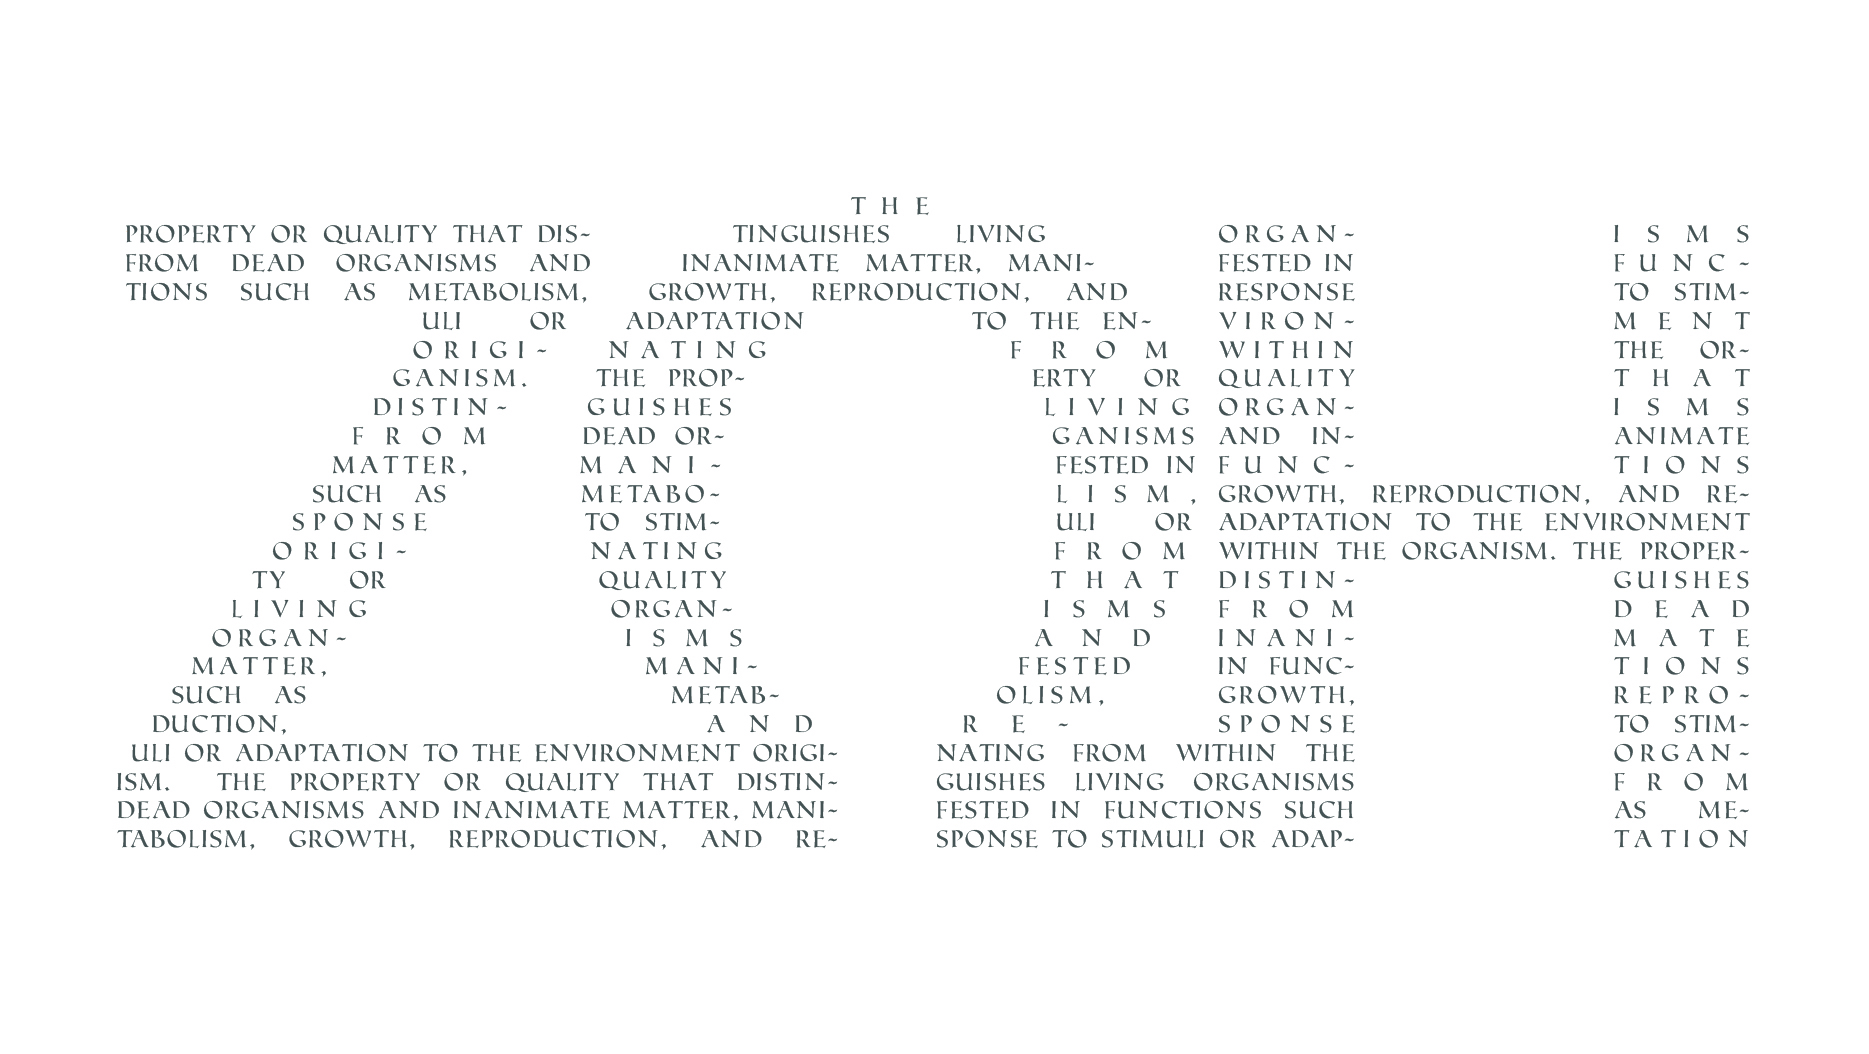 THE
PROPERTY OR QUALITY THAT DIS- TINGUISHES LIVING ORGAN- ISMS
FROM DEAD ORGANISMS AND INANIMATE MATTER, MANI- FESTED IN FUNC-
TIONS SUCH AS METABOLISM, GROWTH, REPRODUCTION, AND RESPONSE TO STIM-
ULI OR ADAPTATION TO THE EN- VIRON- MENT
ORIGI- NATING FROM WITHIN THE OR-
GANISM. THE PROP- ERTY OR QUALITY THAT
DISTIN- GUISHES LIVING ORGAN- ISMS
FROM DEAD OR- GANISMS AND IN- ANIMATE
MATTER, MANI- FESTED IN FUNC- TIONS
SUCH AS METABO- LISM, GROWTH, REPRODUCTION, AND RE-
SPONSE TO STIM- ULI OR ADAPTATION TO THE ENVIRONMENT
ORIGI- NATING FROM WITHIN THE ORGANISM. THE PROPER-
TY OR QUALITY THAT DISTIN- GUISHES
LIVING ORGAN- ISMS FROM DEAD
ORGAN- ISMS AND INANI- MATE
MATTER, MANI- FESTED IN FUNC- TIONS
SUCH AS METAB- OLISM, GROWTH, REPRO-
DUCTION, AND RE- SPONSE TO STIM-
ULI OR ADAPTATION TO THE ENVIRONMENT ORIGI- NATING FROM WITHIN THE ORGAN-
ISM. THE PROPERTY OR QUALITY THAT DISTIN- GUISHES LIVING ORGANISMS FROM
DEAD ORGANISMS AND INANIMATE MATTER, MANI- FESTED IN FUNCTIONS SUCH AS ME-
TABOLISM, GROWTH, REPRODUCTION, AND RE- SPONSE TO STIMULI OR ADAP- TATION